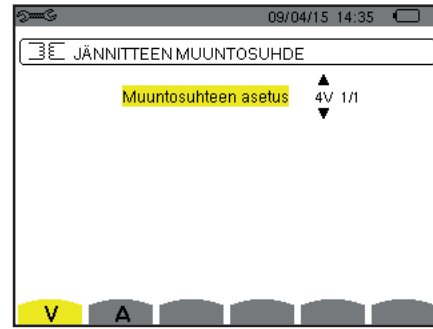 09/04/15 14:35
JÄNNITTEEN MUUNTOSUHDE
Muuntosuhteen asetus 4V 1/1
V A